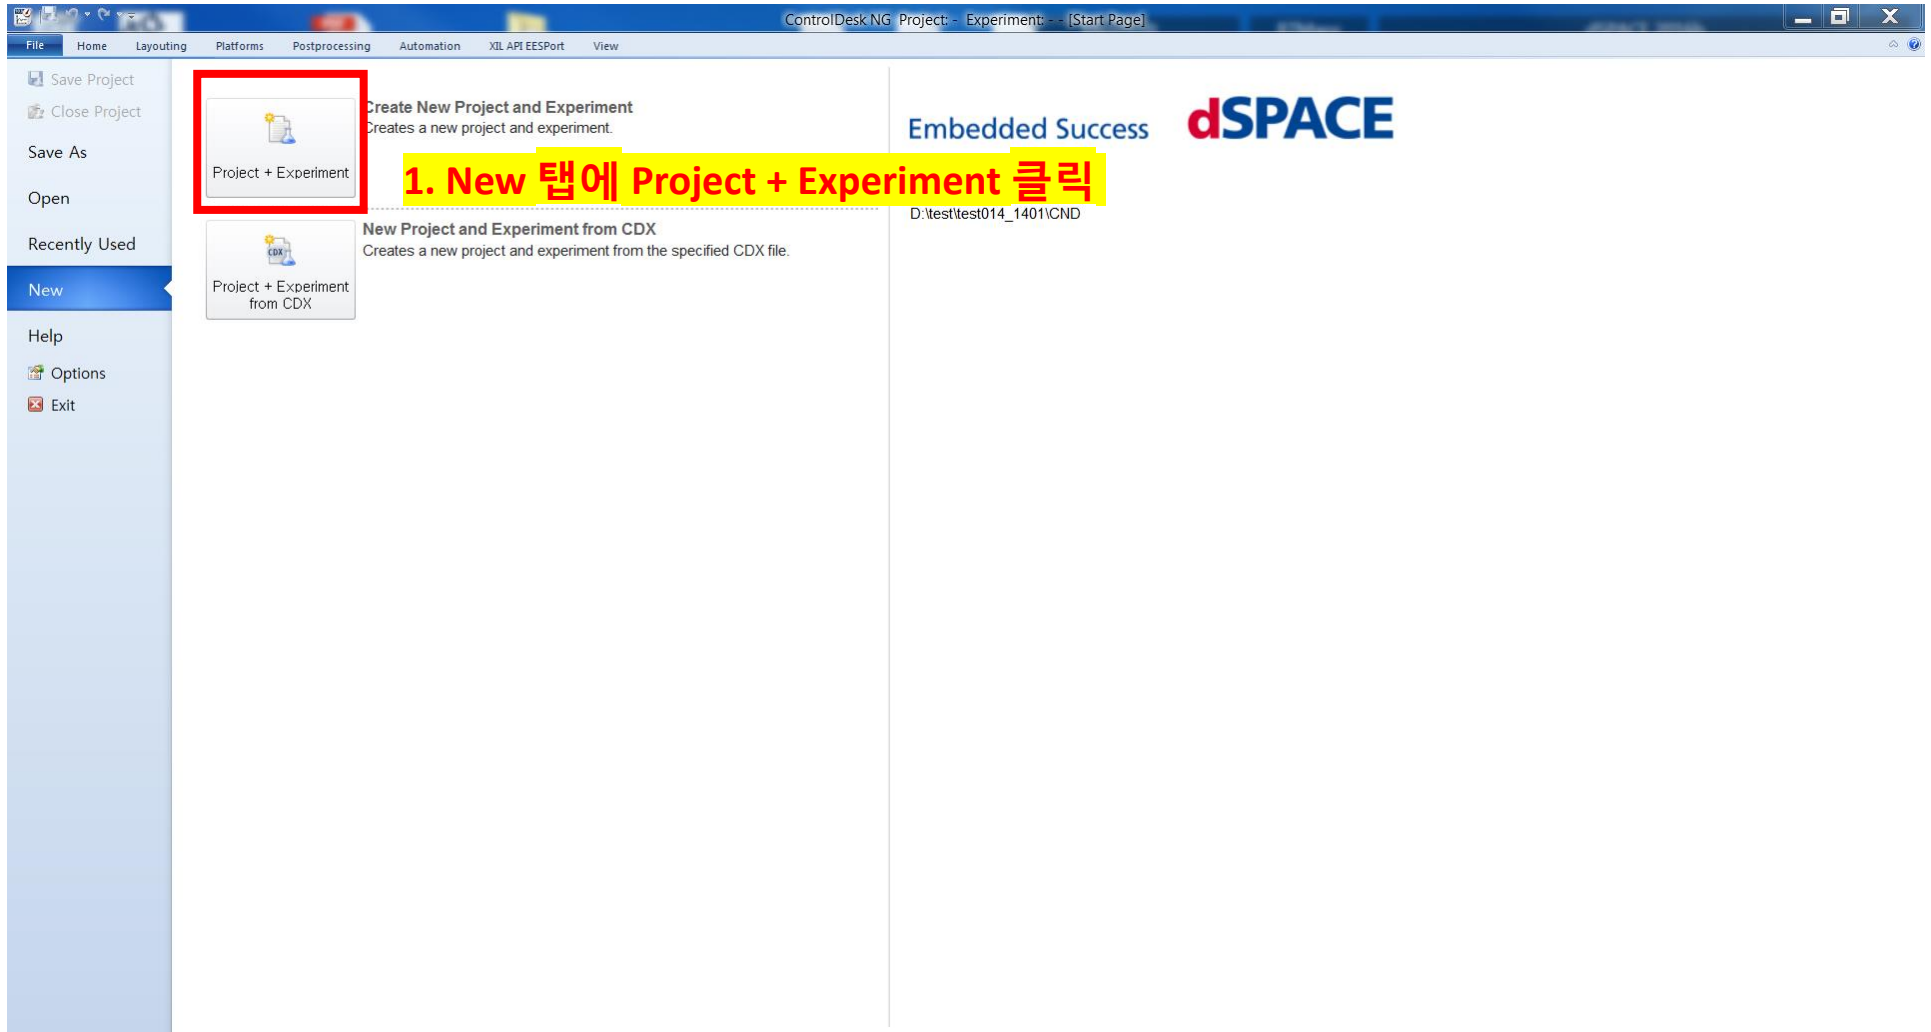 ControlDesk NG Project: - Experiment: - - [Start Page]
File Home Layouting Platforms Postprocessing Automation XIL API EESPort View
Save Project
Close Project
Save As
Open
Recently Used
New
Help
Options
Exit
Project + Experiment
Create New Project and Experiment
Creates a new project and experiment.
1. New 탭에 Project + Experiment 클릭
CDX
Project + Experiment
from CDX
New Project and Experiment from CDX
Creates a new project and experiment from the specified CDX file.
Embedded Success dSPACE
D:\test\test014_1401\CND